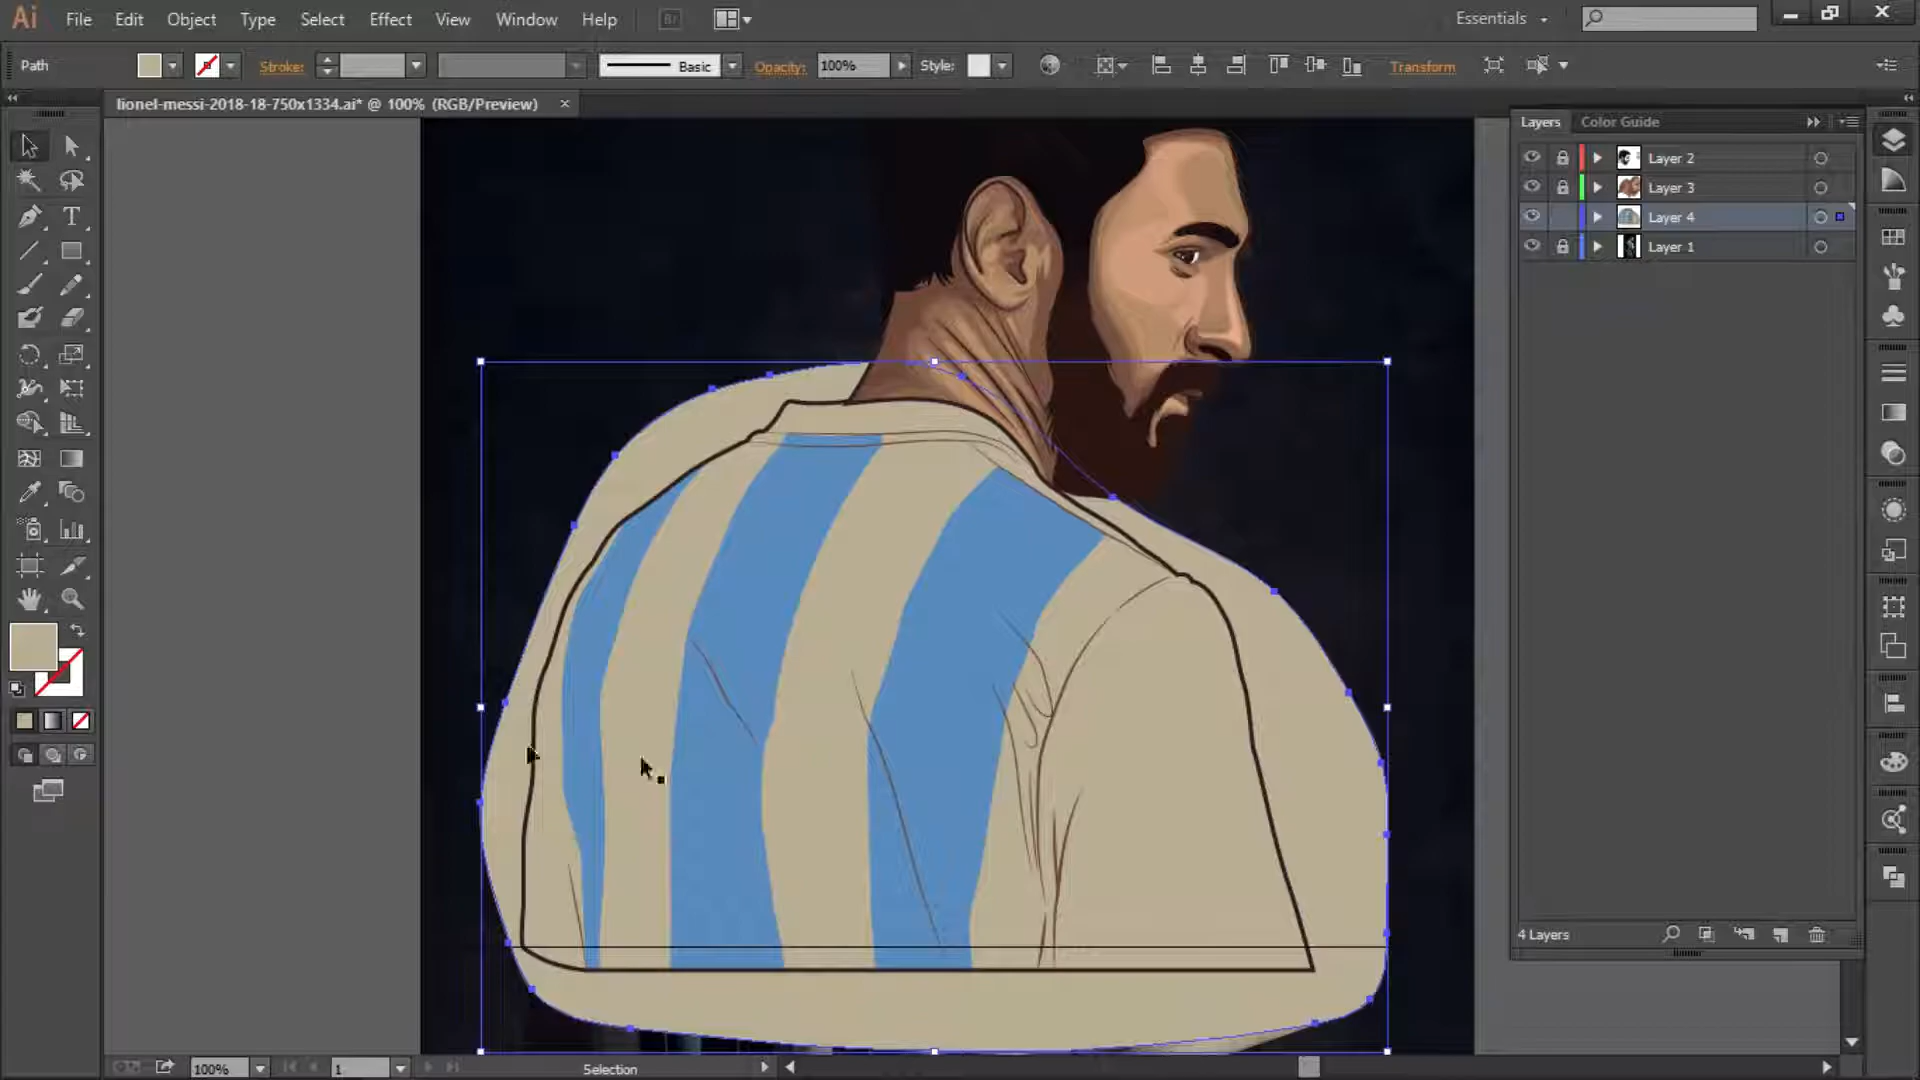 Ai File Edit Object Type Select Effect View Window Help Br Essentials
Path Stroke: Basic Opacity: 100% Style: Transform
lionel-messi-2018-18-750x1334.ai* @ 100% (RGB/Preview) ×
Layers Color Guide
Layer 2
Layer 3
Layer 4
Layer 1
T
4 Layers
100% 1 Selection